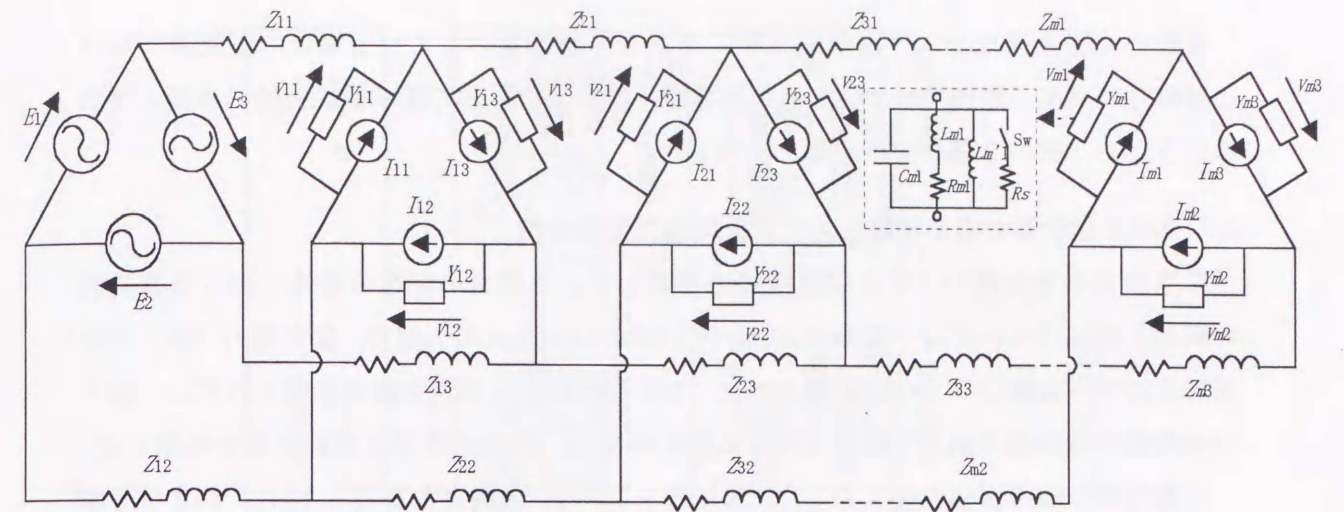 Z11
Z21
Z31
Zm1
E1
E3
V11
Y11
Y13
V13
I11
I13
V21
Y21
Y23
V23
I21
I23
Lm1
Cm1
Rm1
Lm'1
Sw
Rs
Vm1
Ym1
Ym3
Vm3
Im1
Im3
E2
I12
Y12
V12
I22
Y22
V22
Im2
Ym2
Vm2
Z13
Z23
Z33
Zm3
Z12
Z22
Z32
Zm2